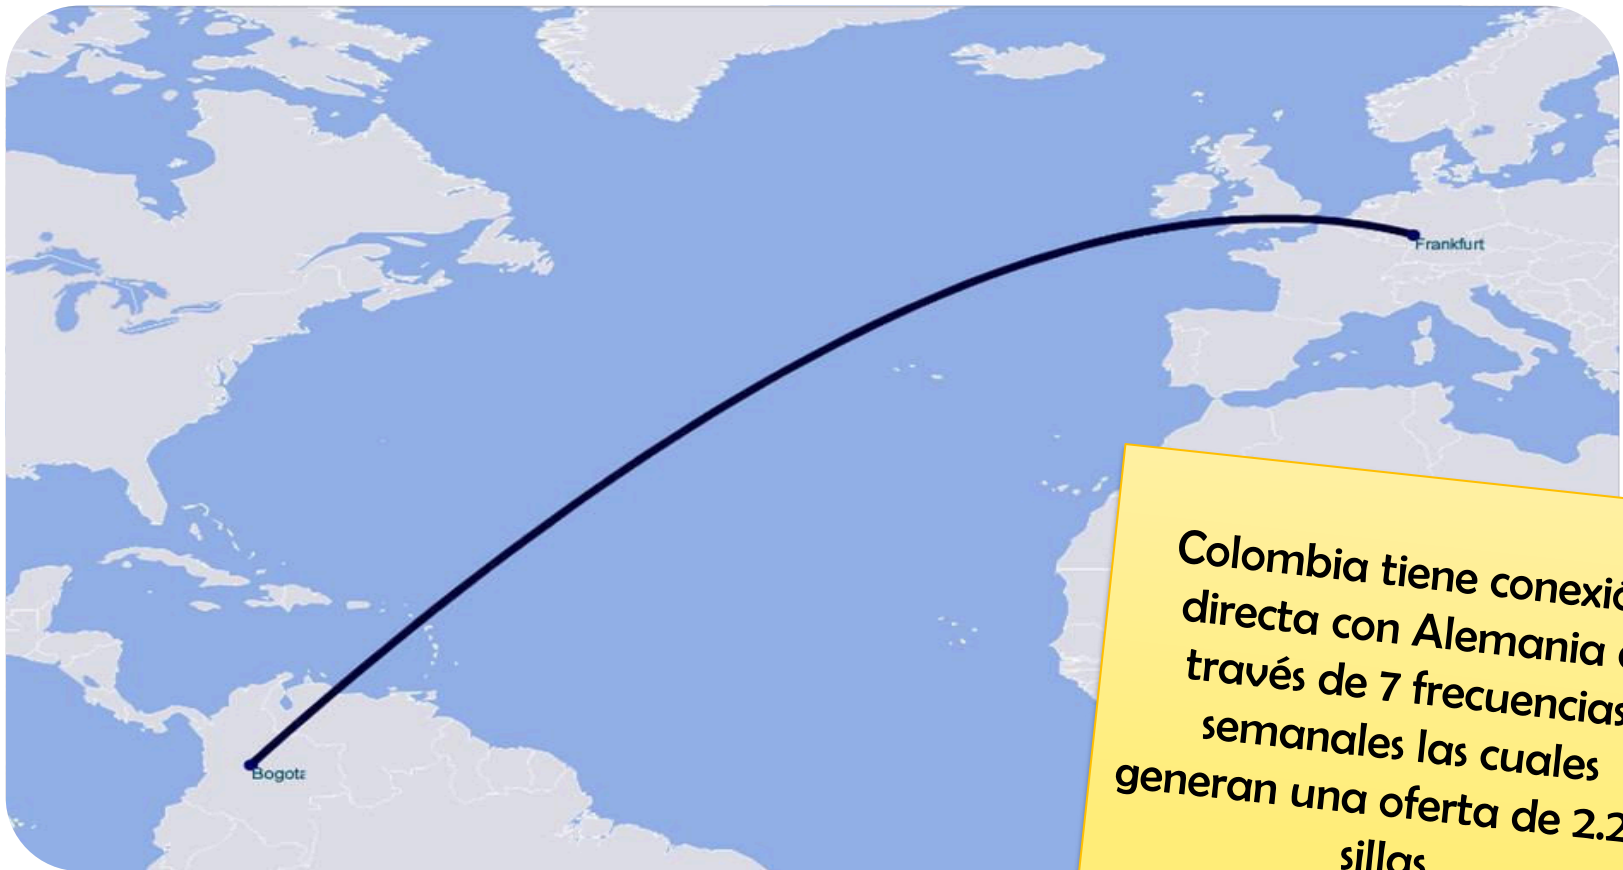 Frankfurt
Bogota
Colombia tiene conexió
directa con Alemania
través de 7 frecuencias
semanales las cuales
generan una oferta de 2.2
sillas